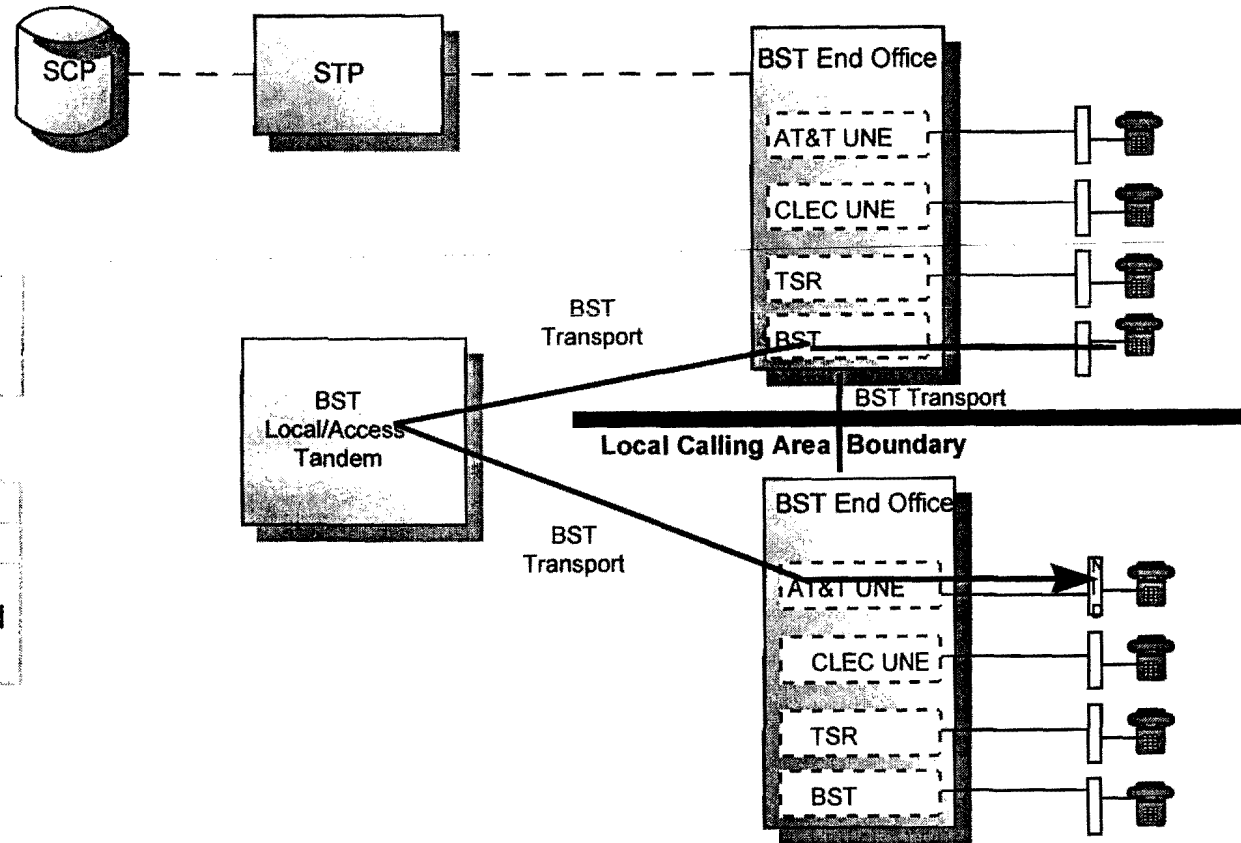 SCP
STP
BST End Office
AT&T UNE
CLEC UNE
TSR
BST
BST
Transport
BST
Local/Access
Tandem
BST Transport
Local Calling Area Boundary
BST End Office
BST
Transport
AT&T UNE
CLEC UNE
TSR
BST